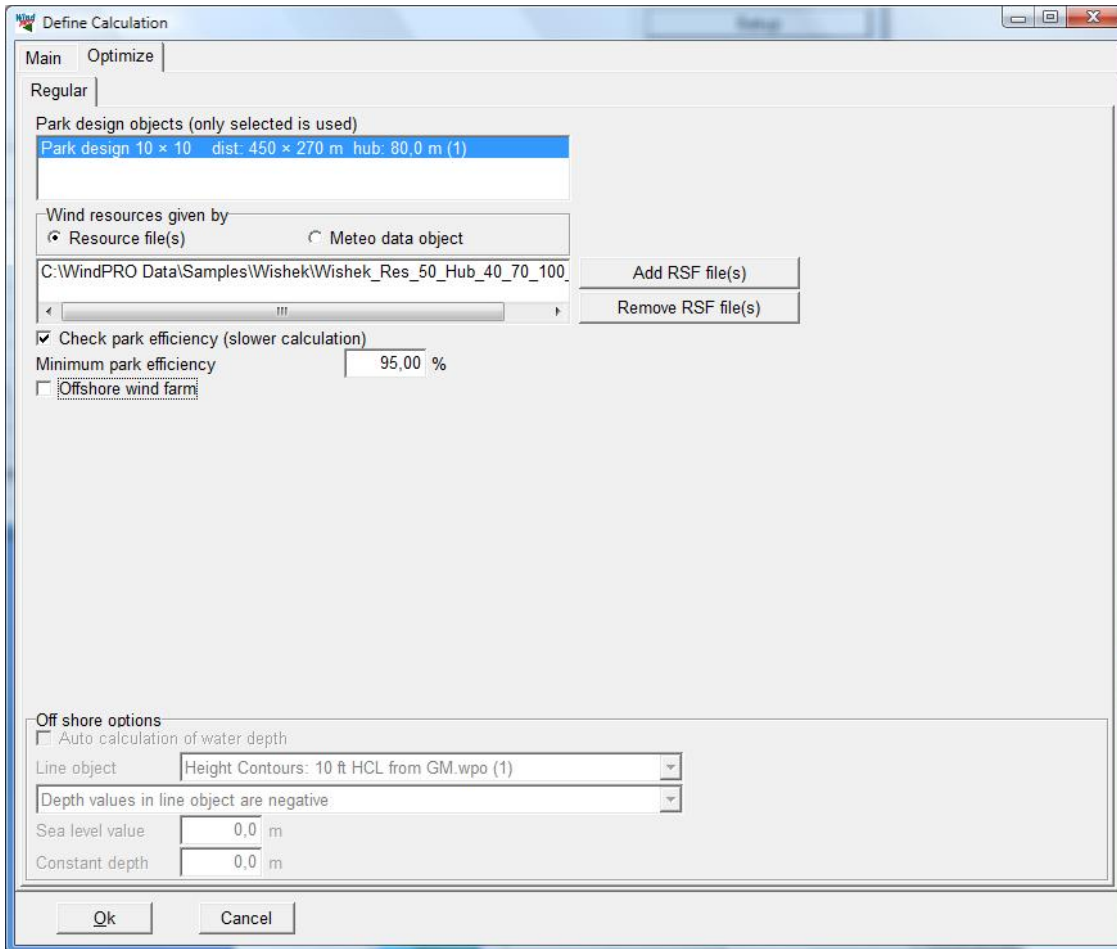 Define Calculation
Main Optimize
Regular
Park design objects (only selected is used)
Park design 10 × 10 dist: 450 × 270 m hub: 80,0 m (1)
Wind resources given by
Resource file(s) Meteo data object
C:\WindPRO Data\Samples\Wishek\Wishek_Res_50_Hub_40_70_100_ Add RSF file(s)
Remove RSF file(s)
Check park efficiency (slower calculation)
Minimum park efficiency 95,00 %
Offshore wind farm
Off shore options
Auto calculation of water depth
Line object Height Contours: 10 ft HCL from GM.wpo (1)
Depth values in line object are negative
Sea level value 0,0 m
Constant depth 0,0 m
Ok Cancel